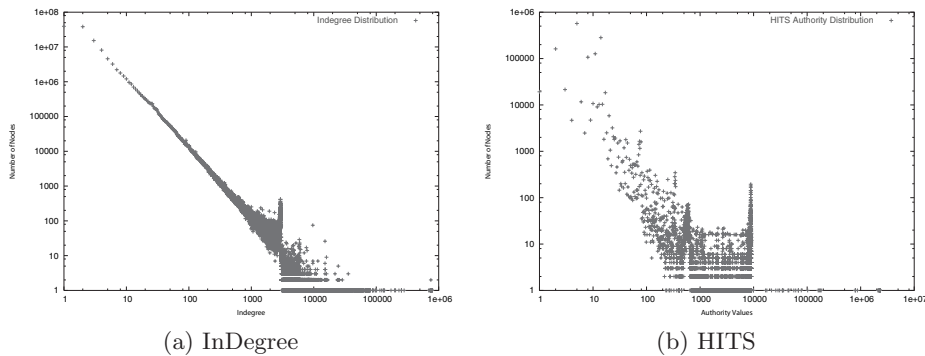 Indegree Distribution
1e+08
1e+07
1e+06
100000
10000
1000
100
10
1
Number of Nodes
1 10 100 1000 10000 100000 1e+06
Indegree
(a) InDegree
HITS Authority Distribution
1e+06
100000
10000
1000
100
10
1
Number of Nodes
1 10 100 1000 10000 100000 1e+06 1e+07
Authority Values
(b) HITS